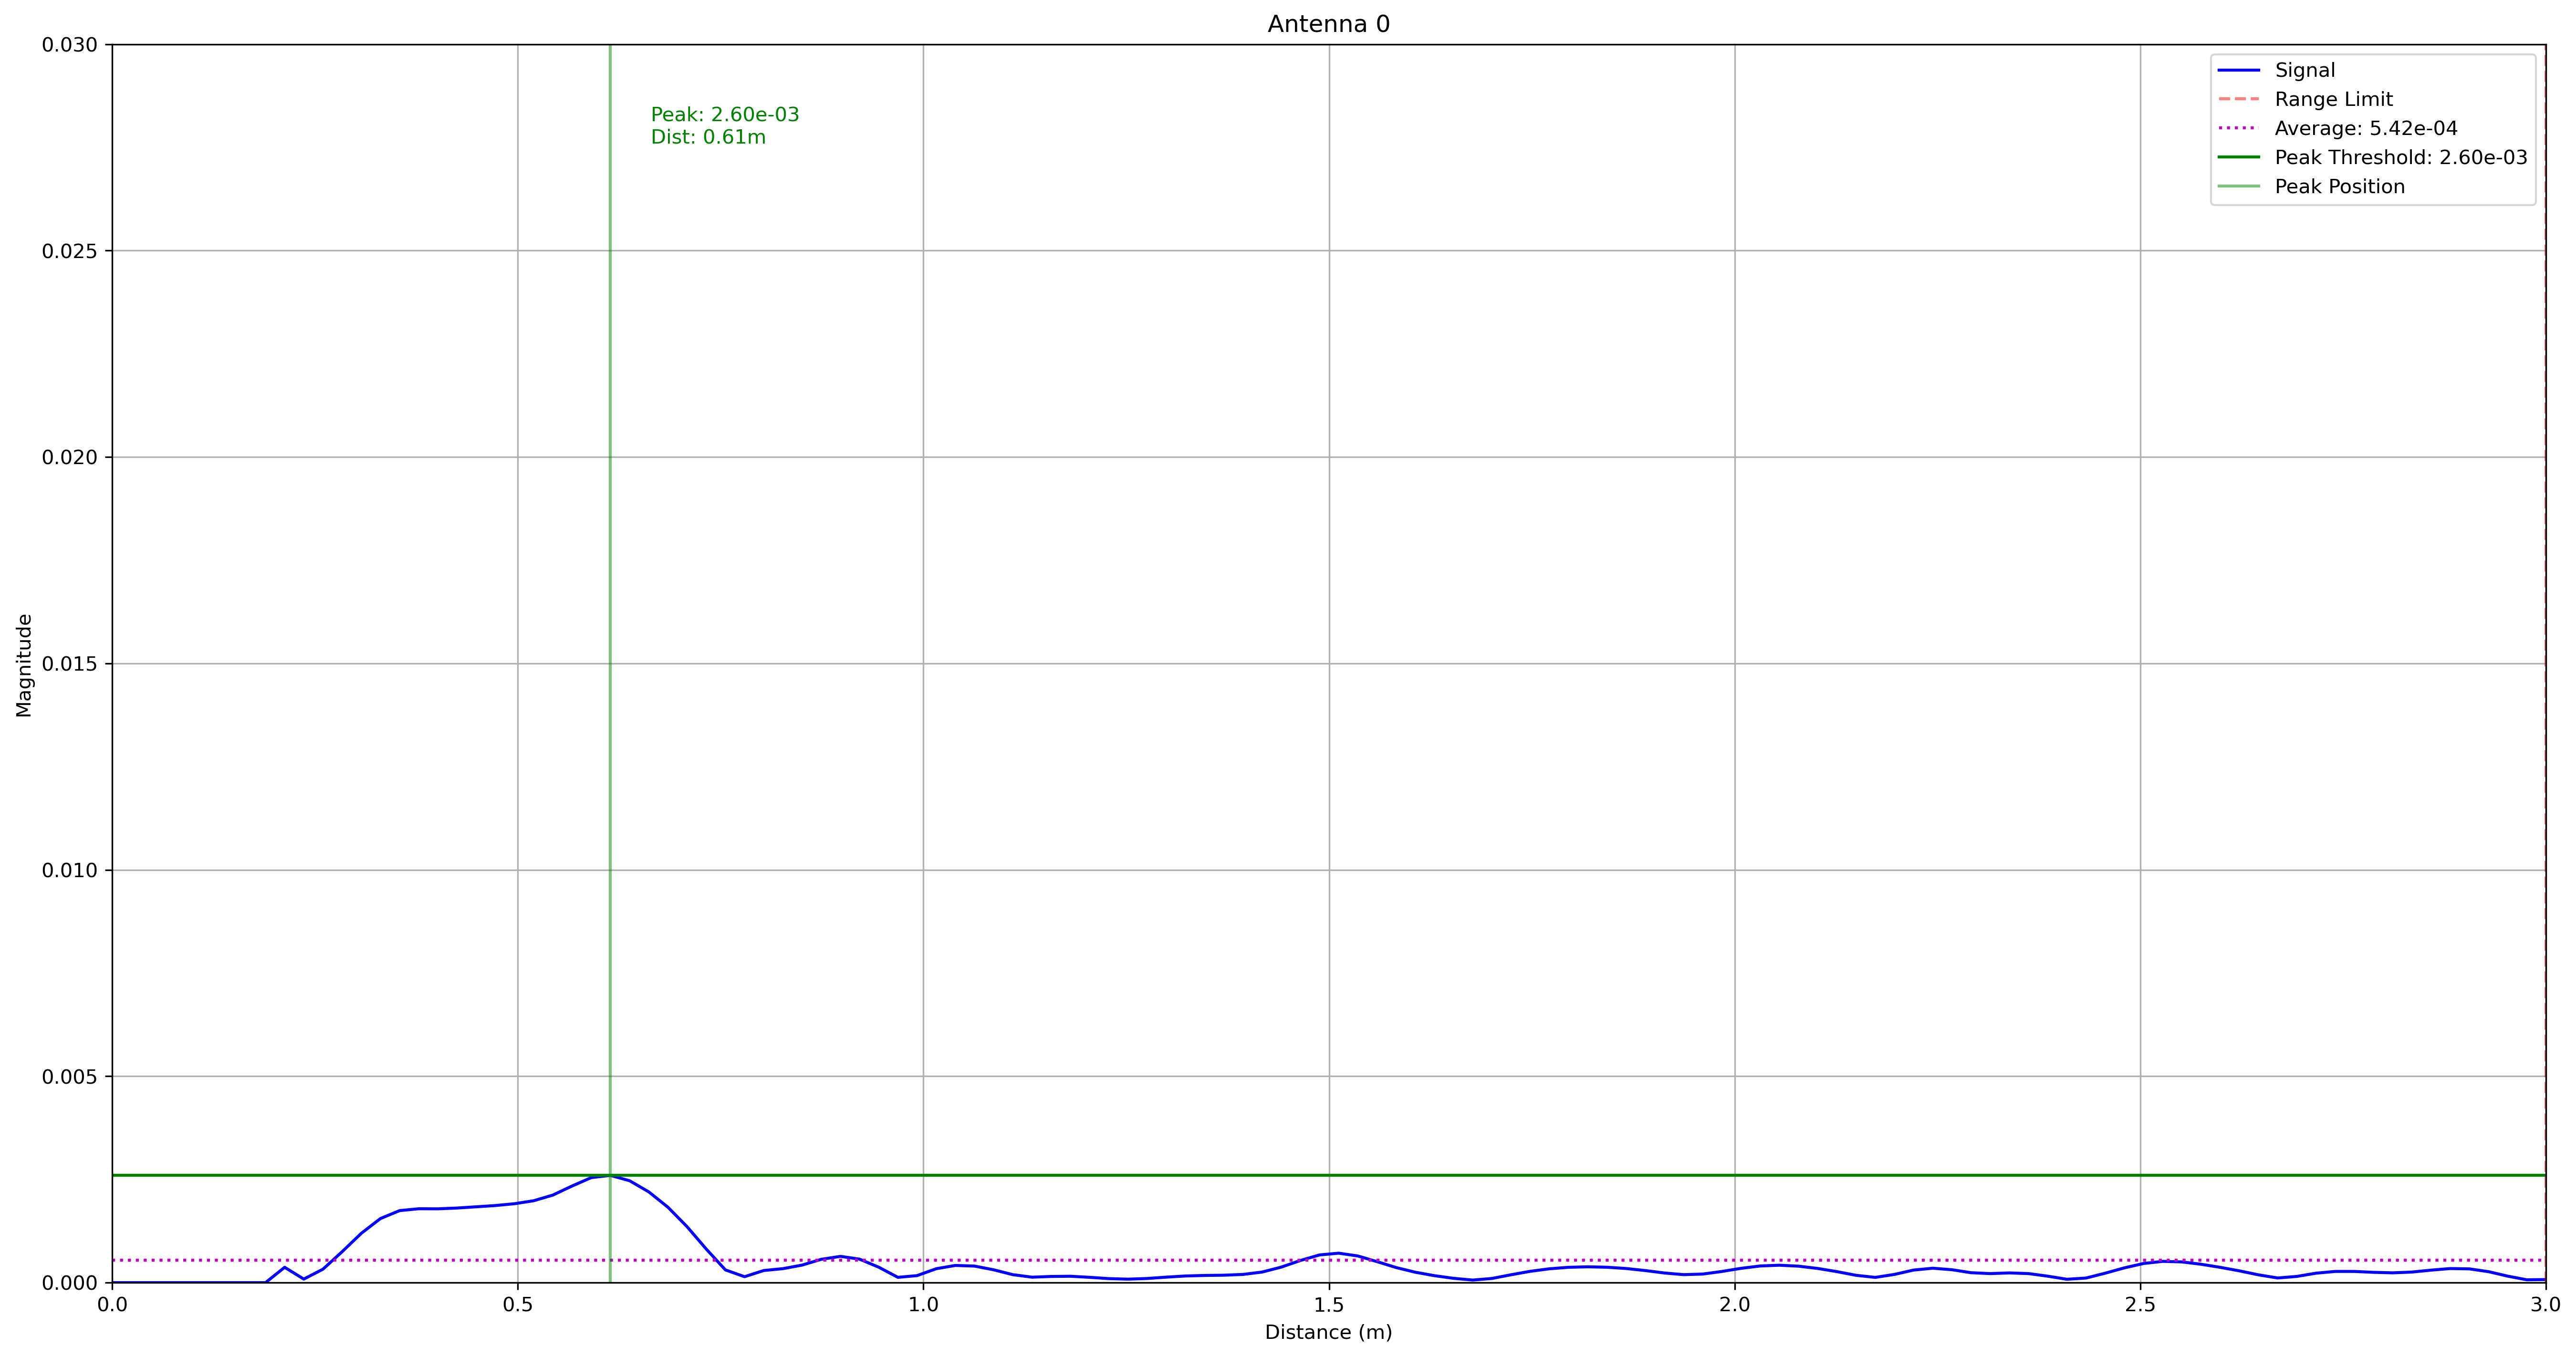 Antenna 0
0.030
0.025
0.020
0.015
0.010
0.005
0.000
Magnitude
Peak: 2.60e-03
Dist: 0.61m
Signal
Range Limit
Average: 5.42e-04
Peak Threshold: 2.60e-03
Peak Position
0.0 0.5 1.0 1.5 2.0 2.5 3.0
Distance (m)